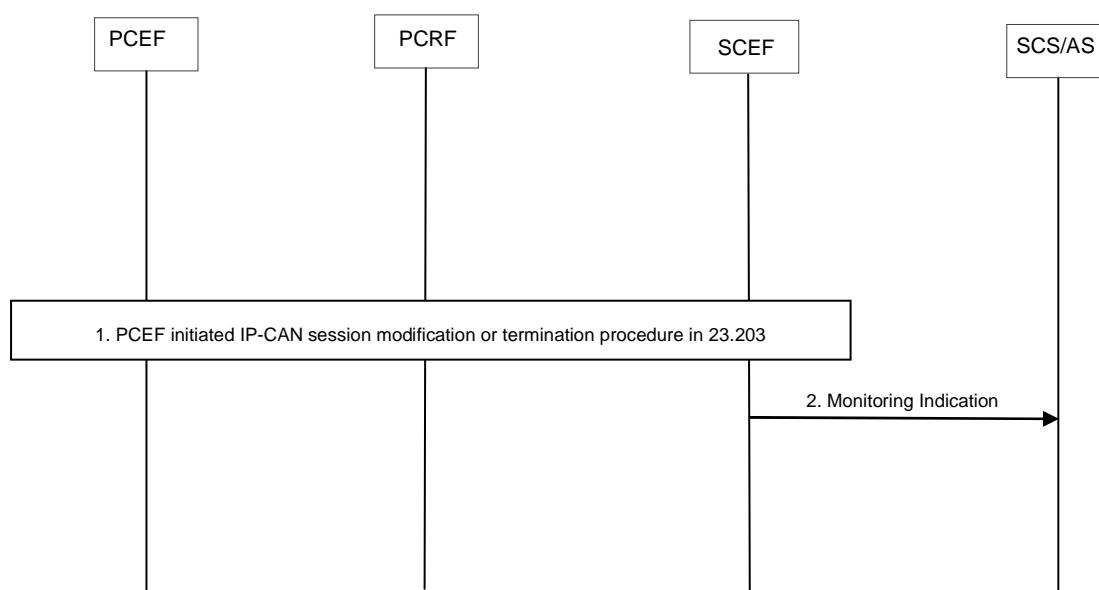 PCEF
PCRF
SCEF
SCS/AS
1. PCEF initiated IP-CAN session modification or termination procedure in 23.203
2. Monitoring Indication